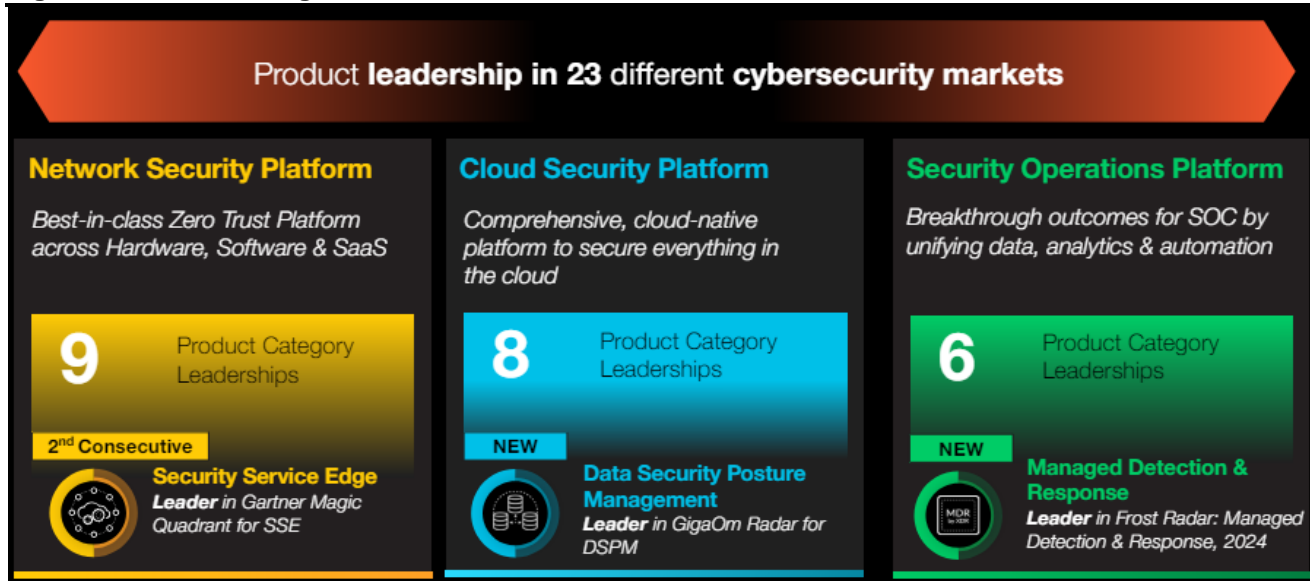 Product leadership in 23 different cybersecurity markets
Network Security Platform
Best-in-class Zero Trust Platform
across Hardware, Software & SaaS
9
Product Category
Leaderships
2nd Consecutive
Security Service Edge
Leader in Gartner Magic
Quadrant for SSE
Cloud Security Platform
Comprehensive, cloud-native
platform to secure everything in
the cloud
8
Product Category
Leaderships
NEW
Data Security Posture
Management
Leader in GigaOm Radar for
DSPM
Security Operations Platform
Breakthrough outcomes for SOC by
unifying data, analytics & automation
6
Product Category
Leaderships
NEW
MDR
by XDR
Managed Detection &
Response
Leader in Frost Radar: Managed
Detection & Response, 2024